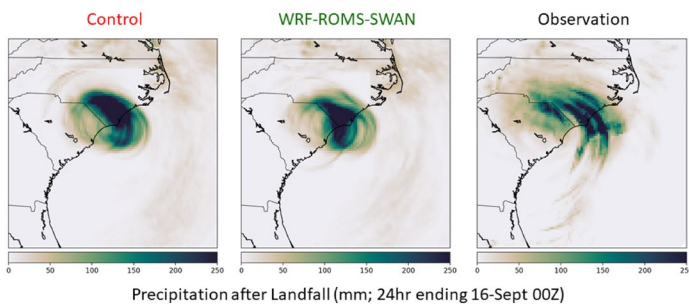 Control WRF-ROMS-SWAN Observation
0 50 100 150 200 250 0 50 100 150 200 250 0 50 100 150 200 25
Precipitation after Landfall (mm; 24hr ending 16-Sept 00Z)